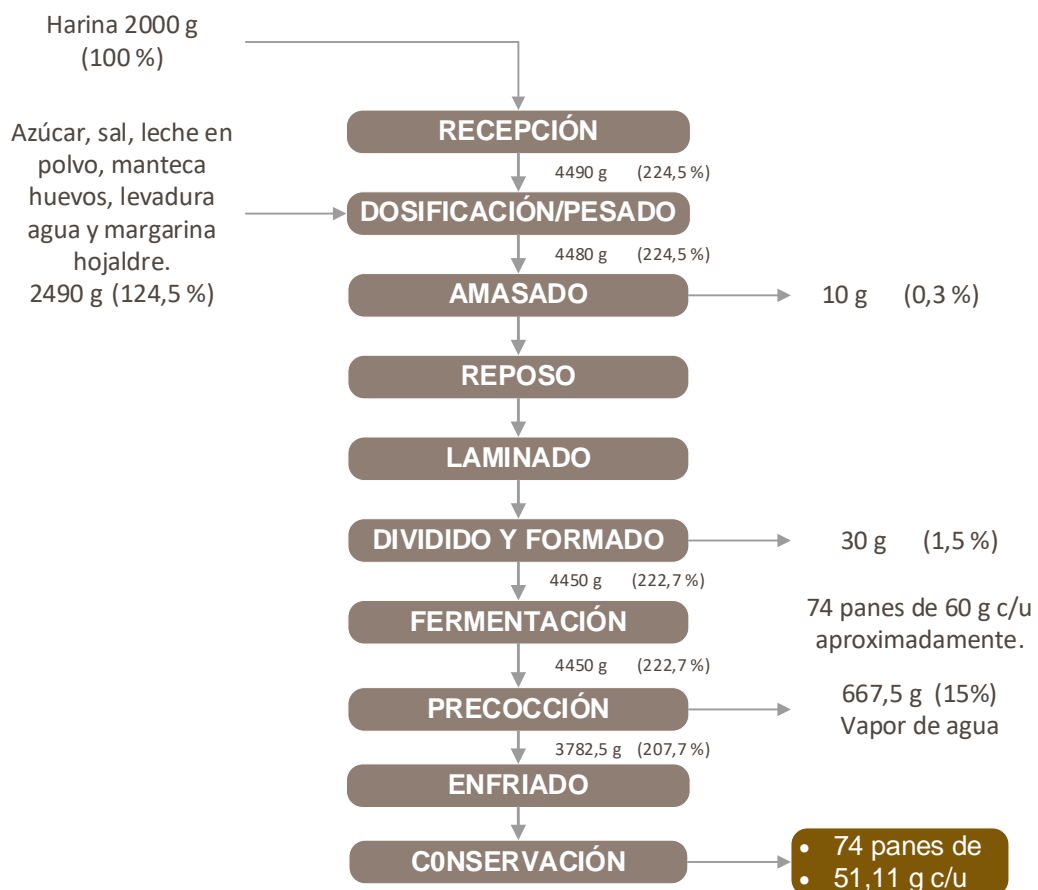 Harina 2000 g
(100 %)
RECEPCIÓN
Azúcar, sal, leche en
polvo, manteca
huevos, levadura
agua y margarina
hojaldre.
2490 g (124,5 %)
4490 g (224,5 %)
DOSIFICACIÓN/PESADO
4480 g (224,5 %)
AMASADO
10 g (0,3 %)
REPOSO
LAMINADO
DIVIDIDO Y FORMADO
30 g (1,5 %)
4450 g (222,7 %)
74 panes de 60 g c/u
aproximadamente.
FERMENTACIÓN
4450 g (222,7 %)
PRECOCCIÓN
667,5 g (15%)
Vapor de agua
3782,5 g (207,7 %)
ENFRIADO
C0NSERVACIÓN
• 74 panes de
• 51,11 g c/u